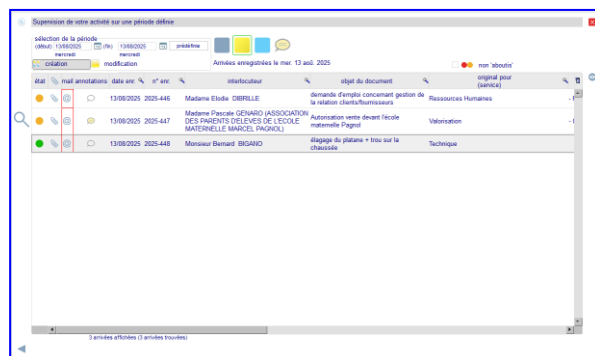 Supervision de votre activité sur une période définie
sélection de la période
(début) 13/08/2025 (fin) 13/08/2025 prédéfinie
mercredi mercredi
création modification Arrivées enregistrées le mer. 13 aoû. 2025 non 'aboutis'
état mail annotations date enr. n° enr. interlocuteur objet du document original pour (service)
13/08/2025 2025-446 Madame Elodie DIBRILLE demande d'emploi concernant gestion de la relation clients/fournisseurs Ressources Humaines
13/08/2025 2025-447 Madame Pascale GENARO (ASSOCIATION DES PARENTS D'ELEVES DE L'ECOLE MATERNELLE MARCEL PAGNOL) Autorisation vente devant l'école maternelle Pagnol Valorisation
13/08/2025 2025-448 Monsieur Bernard BIGANO élagage du platane + trou sur la chaussée Technique
3 arrivées affichées (3 arrivées trouvées)